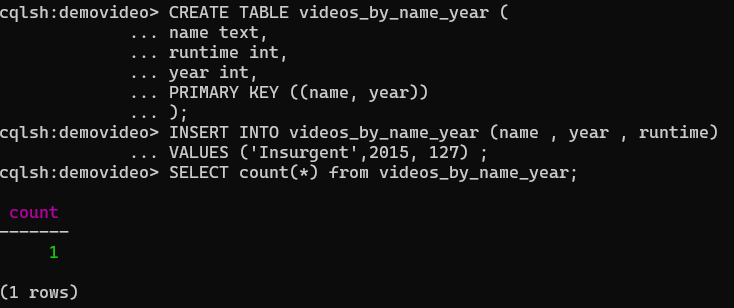 cqlsh:demovideo> CREATE TABLE videos_by_name_year (
... name text,
... runtime int,
... year int,
... PRIMARY KEY ((name, year))
... );
cqlsh:demovideo> INSERT INTO videos_by_name_year (name , year , runtime)
... VALUES ('Insurgent',2015, 127) ;
cqlsh:demovideo> SELECT count(*) from videos_by_name_year;
count
-------
1
(1 rows)